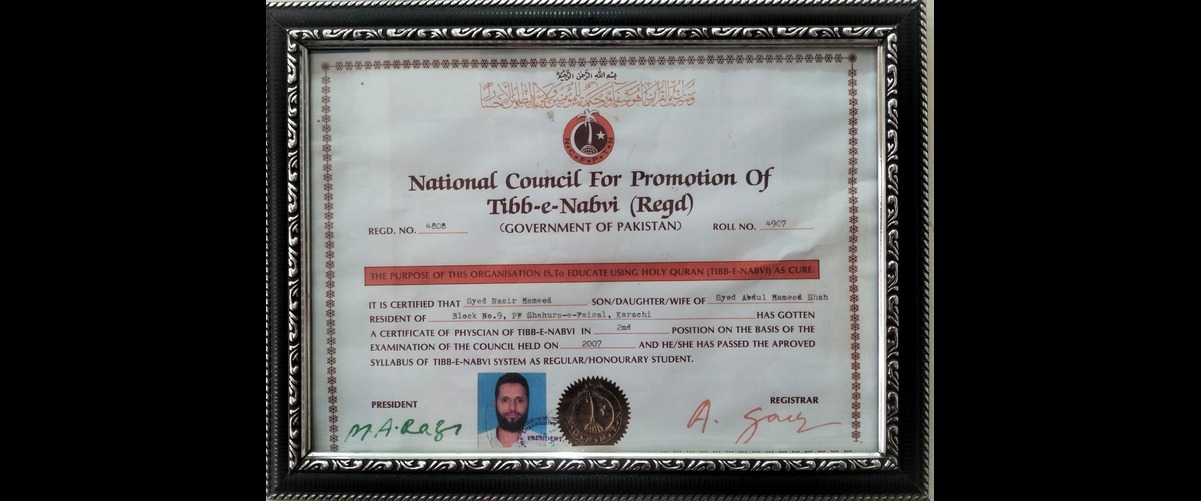 بسم الله الرحمن الرحيم
National Council For Promotion Of
Tibb-e-Nabvi (Regd)
REGD. NO. 4808 (GOVERNMENT OF PAKISTAN) ROLL NO. 4907
THE PURPOSE OF THIS ORGANISATION IS,To EDUCATE USING HOLY QURAN (TIBB-E-NABVI) AS CURE.
IT IS CERTIFIED THAT Syed Nasir Hameed SON/DAUGHTER/WIFE OF Syed Abdul Hameed Shah
RESIDENT OF Block No.9, PF Shahura-e-Faisal, Karachi HAS GOTTEN
A CERTIFICATE OF PHYSCIAN OF TIBB-E-NABVI IN 2nd POSITION ON THE BASIS OF THE
EXAMINATION OF THE COUNCIL HELD ON 2007 AND HE/SHE HAS PASSED THE APROVED
SYLLABUS OF TIBB-E-NABVI SYSTEM AS REGULAR/HONOURARY STUDENT.
PRESIDENT REGISTRAR
PRESIDENT